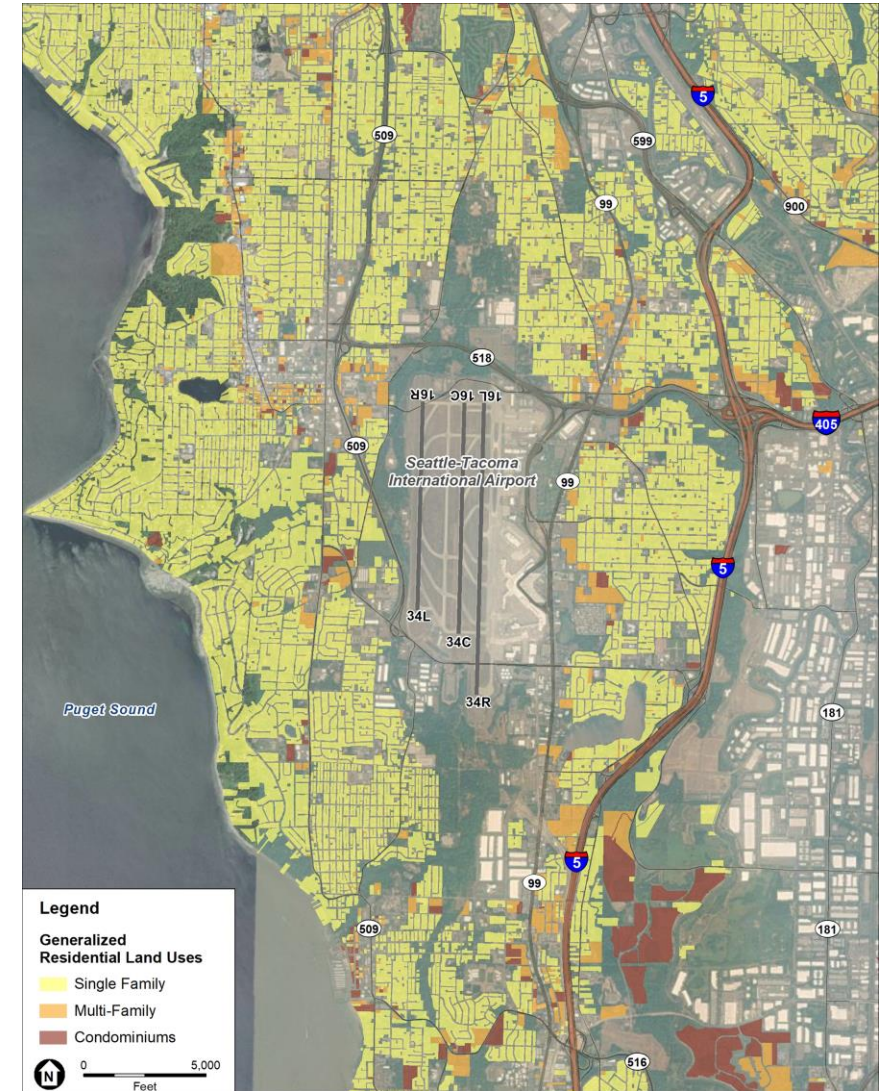 5
509
599
99
900
518
16R
16C
16L
405
509
Seattle-Tacoma
International Airport
99
5
34L
34C
34R
Puget Sound
181
5
99
509
181
516
Legend
Generalized
Residential Land Uses
Single Family
Multi-Family
Condominiums
N
0
5,000
Feet